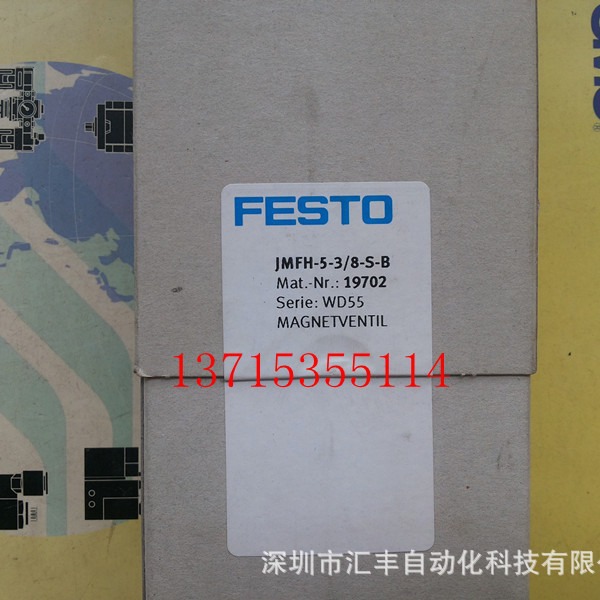 FESTO
JMFH-5-3/8-S-B
Mat.-Nr.: 19702
Serie: WD55
MAGNETVENTIL
13715355114
深圳市汇丰自动化科技有限